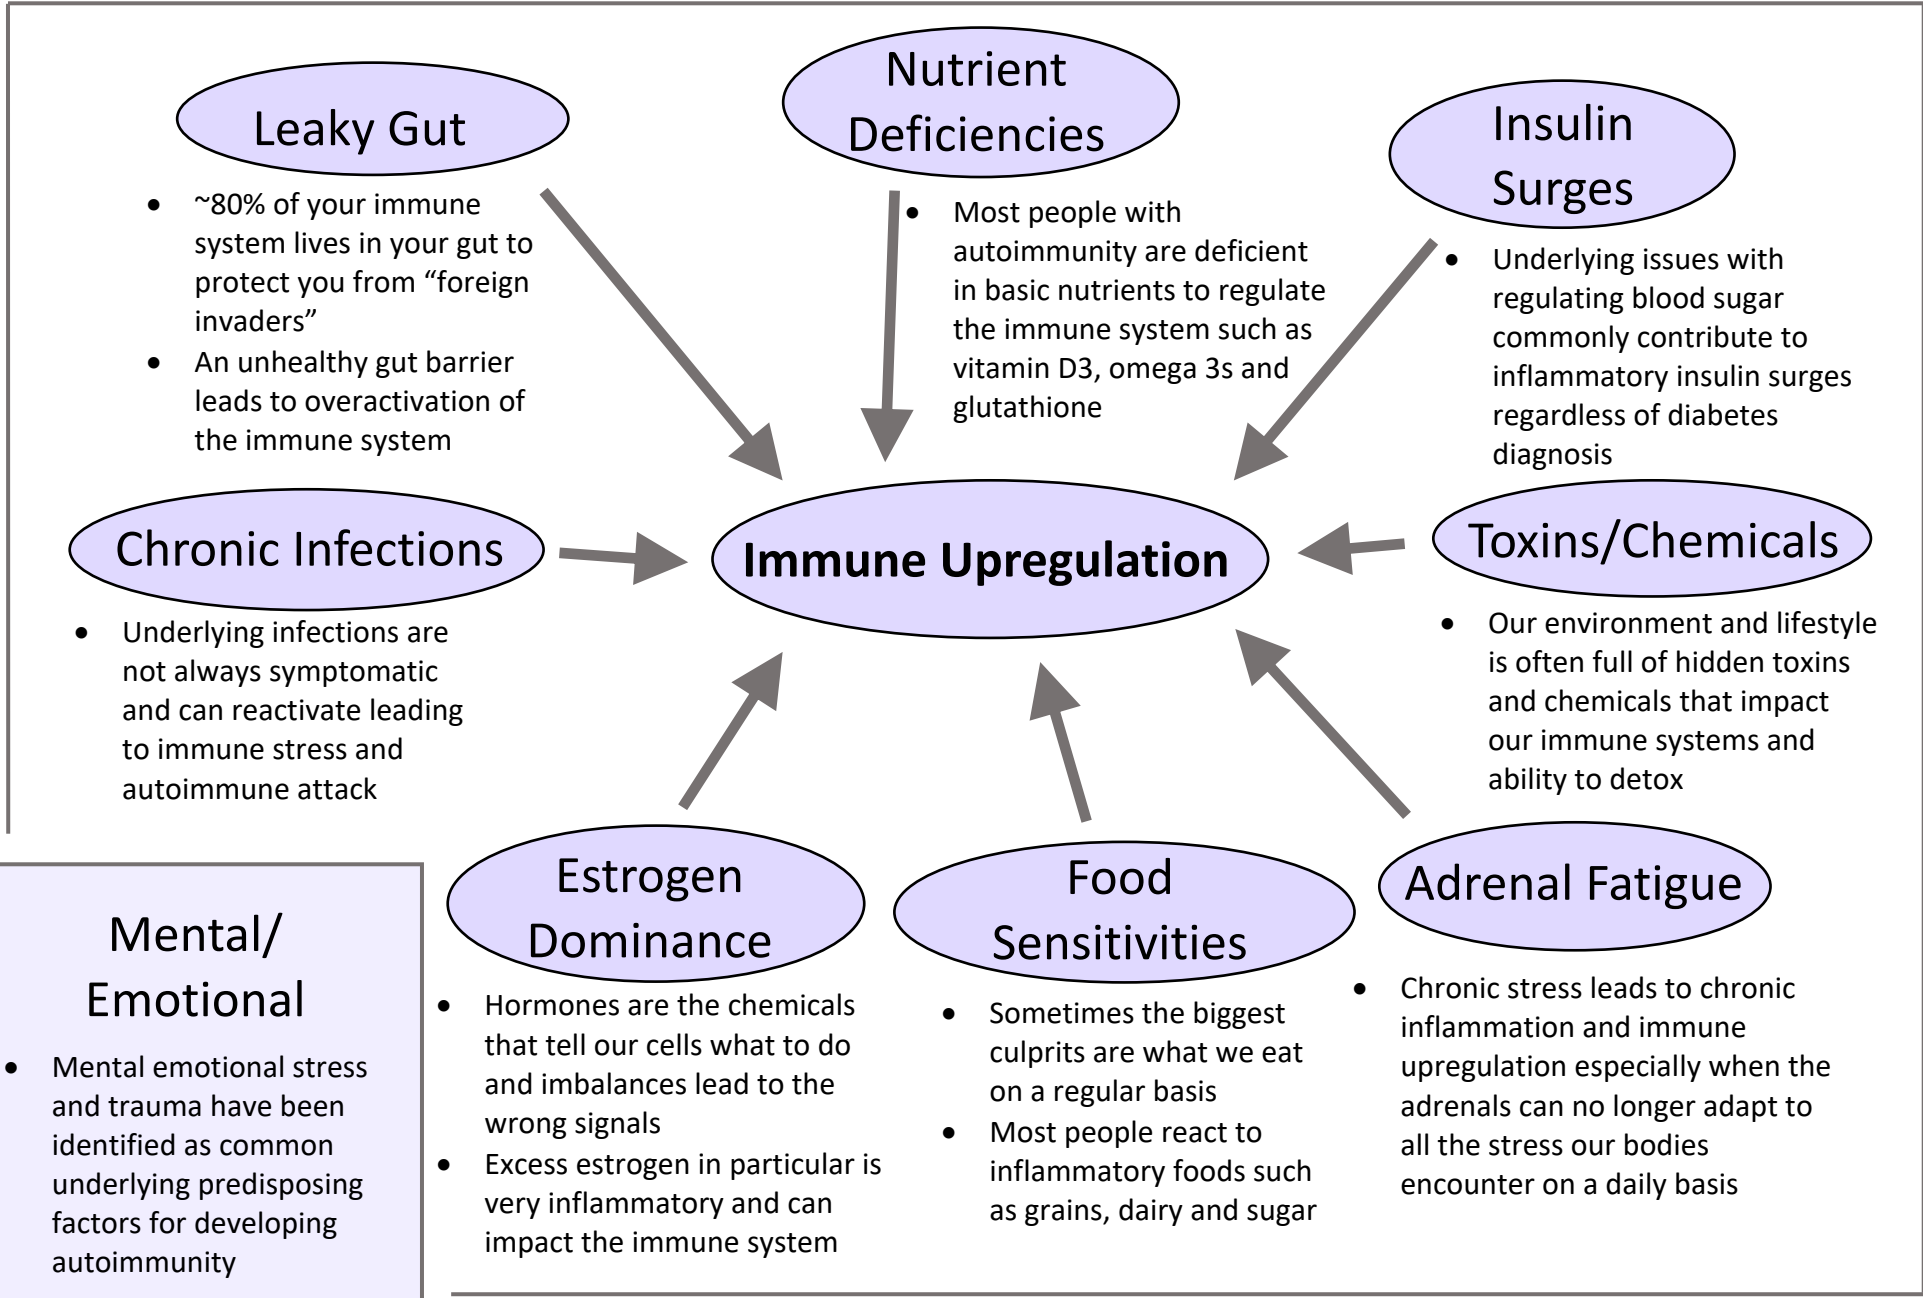 Leaky Gut
• ~80% of your immune
system lives in your gut to
protect you from “foreign
invaders”
• An unhealthy gut barrier
leads to overactivation of
the immune system
Nutrient
Deficiencies
• Most people with
autoimmunity are deficient
in basic nutrients to regulate
the immune system such as
vitamin D3, omega 3s and
glutathione
Insulin
Surges
• Underlying issues with
regulating blood sugar
commonly contribute to
inflammatory insulin surges
regardless of diabetes
diagnosis
Chronic Infections
• Underlying infections are
not always symptomatic
and can reactivate leading
to immune stress and
autoimmune attack
Immune Upregulation
Toxins/Chemicals
• Our environment and lifestyle
is often full of hidden toxins
and chemicals that impact
our immune systems and
ability to detox
Mental/
Emotional
• Mental emotional stress
and trauma have been
identified as common
underlying predisposing
factors for developing
autoimmunity
Estrogen
Dominance
• Hormones are the chemicals
that tell our cells what to do
and imbalances lead to the
wrong signals
• Excess estrogen in particular is
very inflammatory and can
impact the immune system
Food
Sensitivities
• Sometimes the biggest
culprits are what we eat
on a regular basis
• Most people react to
inflammatory foods such
as grains, dairy and sugar
Adrenal Fatigue
• Chronic stress leads to chronic
inflammation and immune
upregulation especially when the
adrenals can no longer adapt to
all the stress our bodies
encounter on a daily basis